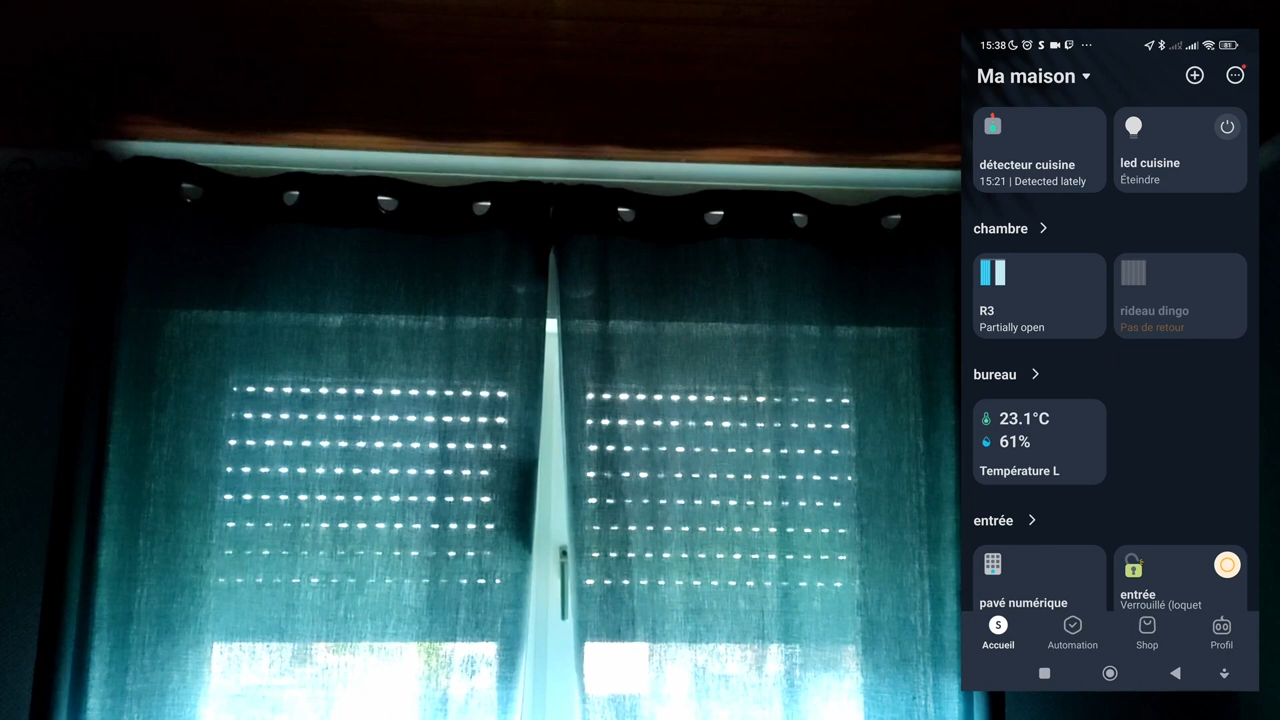 15:38
81
Ma maison
détecteur cuisine
15:21 | Detected lately
led cuisine
Éteindre
chambre
R3
Partially open
rideau dingo
Pas de retour
bureau
23.1°C
61%
Température L
entrée
pavé numérique
entrée
Verrouillé (loquet
S
Accueil
Automation
Shop
Profil